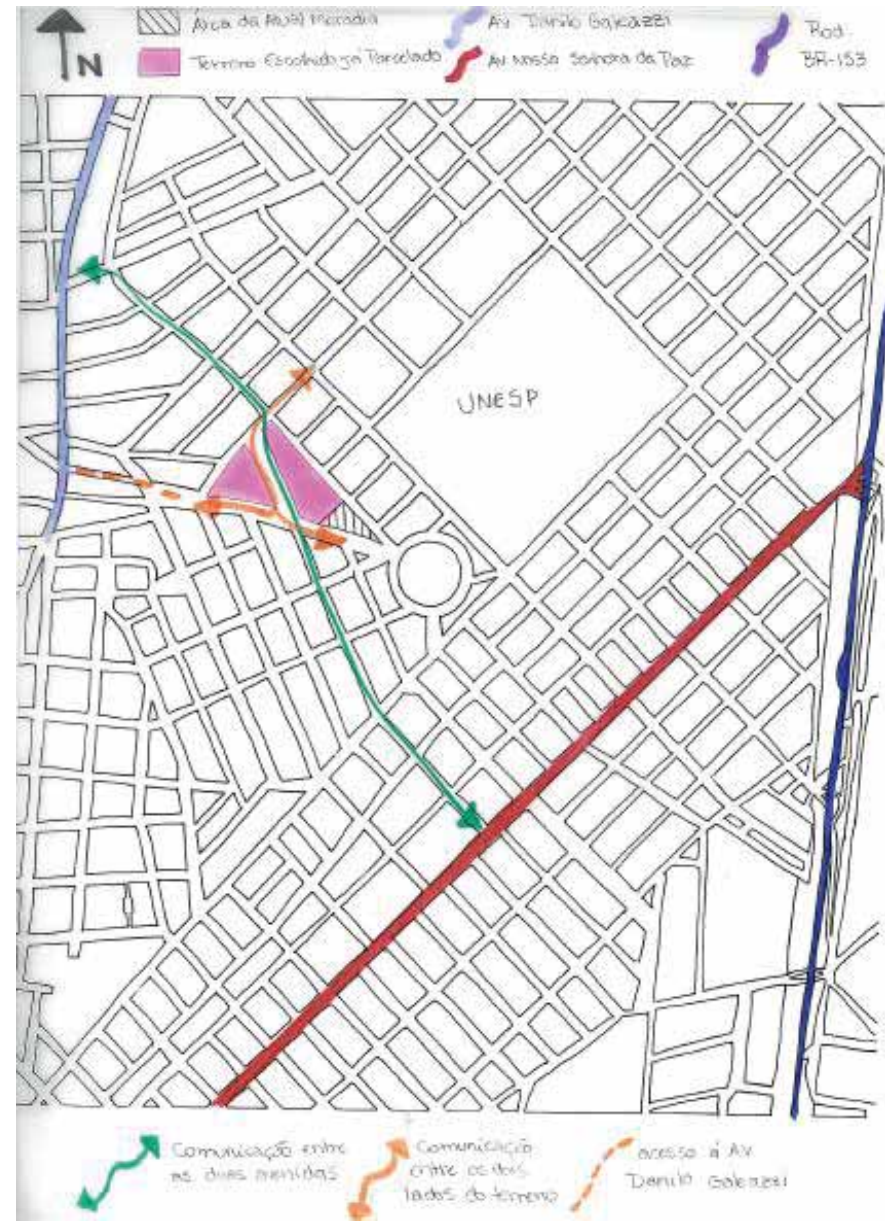 Área da Atual Moradia
Av. Danilo Galeazzi
Rod.
BR-153
N
Terreno Escolhido já Parcelado
Av Nossa Senhora da Paz
UNESP
Comunicação entre
as duas avenidas
Comunicação
entre os dois
lados do terreno
acesso á Av
Danilo Galeazzi